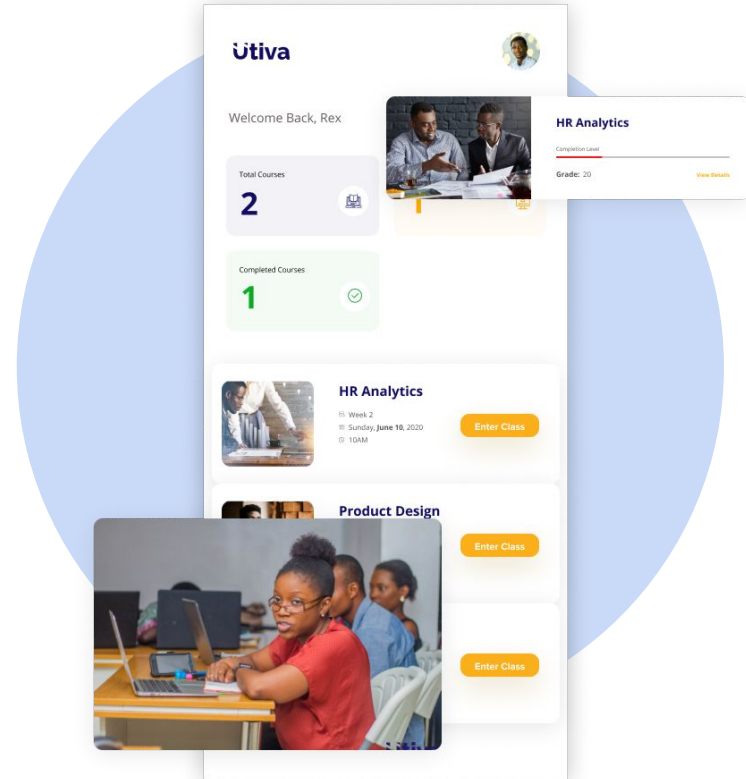 Utiva
Welcome Back, Rex
HR Analytics
Completion Level
Grade: 20
View Details
Total Courses
2
1
Completed Courses
1
HR Analytics
Week 2
Sunday, June 10, 2020
10AM
Enter Class
Product Design
Enter Class
Enter Class